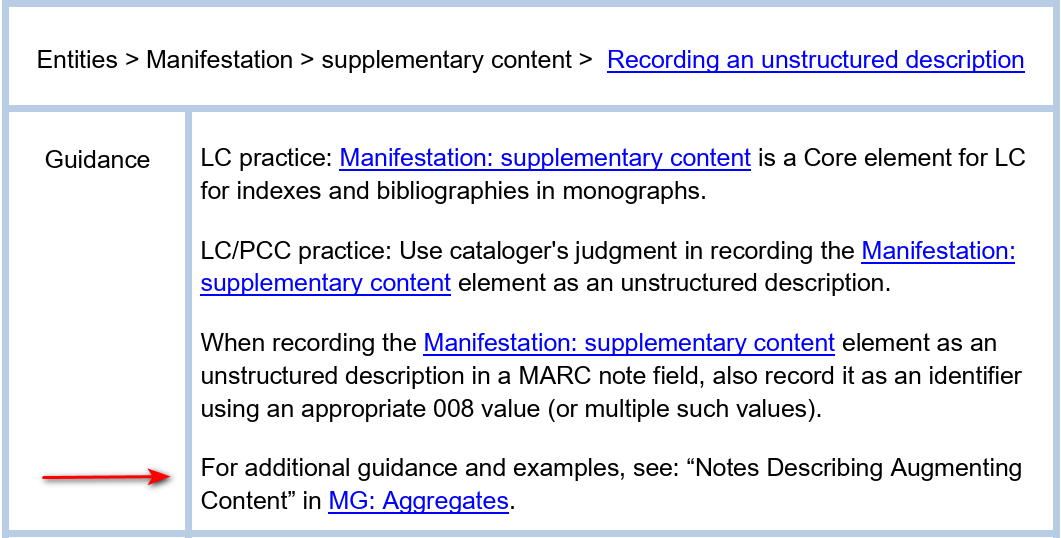 Entities > Manifestation > supplementary content > Recording an unstructured description
Guidance
LC practice: Manifestation: supplementary content is a Core element for LC
for indexes and bibliographies in monographs.
LC/PCC practice: Use cataloger's judgment in recording the Manifestation:
supplementary content element as an unstructured description.
When recording the Manifestation: supplementary content element as an
unstructured description in a MARC note field, also record it as an identifier
using an appropriate 008 value (or multiple such values).
For additional guidance and examples, see: “Notes Describing Augmenting
Content” in MG: Aggregates.